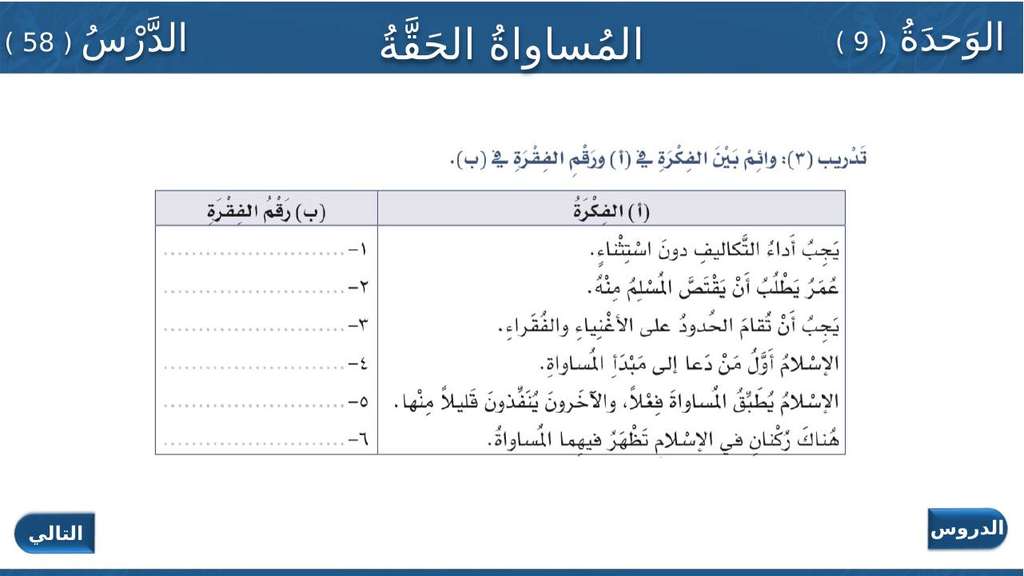 الوَحدَةُ ( 9 )
المُساواةُ الحَقَّةُ
الدَّرْسُ ( 58 )
تَدْريب (٣): وائِمْ بَيْنَ الفِكْرَةِ في (أ) ورَقْمِ الفِقْرَةِ في (ب).
(أ) الفِكْرَةُ (ب) رَقْمُ الفِقْرَةِ
يَجِبُ أَداءُ التَّكاليفِ دونَ اسْتِثْناءٍ. ١- ..........................
عُمَرُ يَطْلُبُ أَنْ يَقْتَصَّ المُسْلِمُ مِنْهُ. ٢- ..........................
يَجِبُ أَنْ تُقامَ الحُدودُ على الأغْنِياءِ والفُقَراءِ. ٣- ..........................
الإسْلامُ أَوَّلُ مَنْ دَعا إلى مَبْدَأِ المُساواةِ. ٤- ..........................
الإسْلامُ يُطَبِّقُ المُساواةَ فِعْلاً، والآخَرونَ يُنَفِّذونَ قَليلاً مِنْها. ٥- ..........................
هُناكَ رُكْنانِ في الإسْلامِ تَظْهَرُ فيهِما المُساواةُ. ٦- ..........................
الدروس
التالي